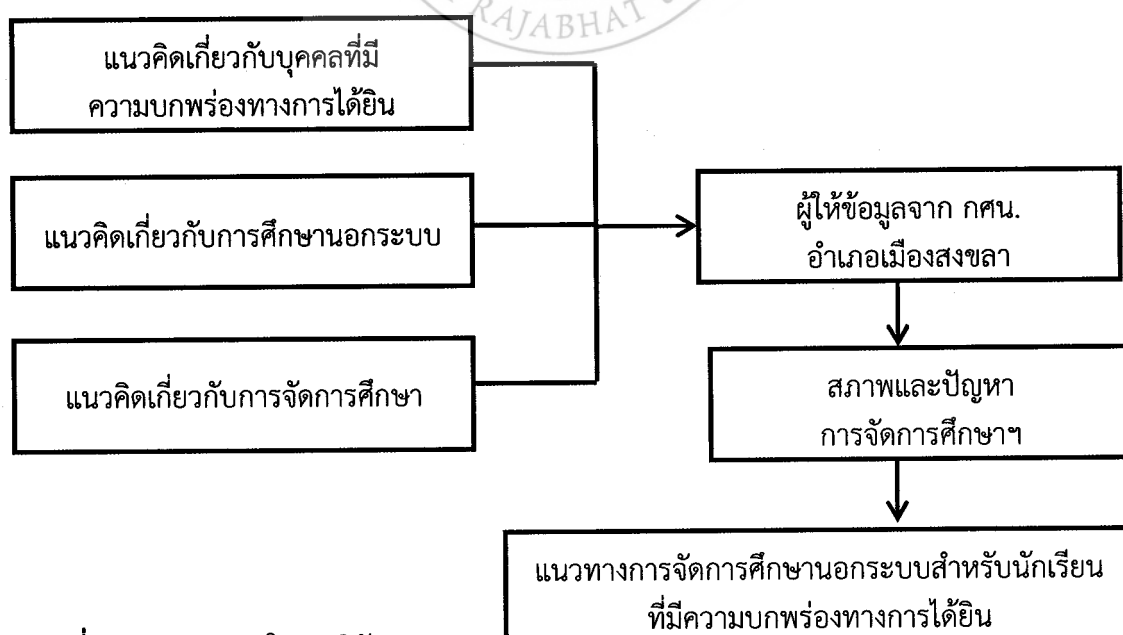 RAJABHAT
แนวคิดเกี่ยวกับบุคคลที่มี
ความบกพร่องทางการได้ยิน
แนวคิดเกี่ยวกับการศึกษานอกระบบ
แนวคิดเกี่ยวกับการจัดการศึกษา
ผู้ให้ข้อมูลจาก กศน.
อำเภอเมืองสงขลา
สภาพและปัญหา
การจัดการศึกษาฯ
แนวทางการจัดการศึกษานอกระบบสำหรับนักเรียน
ที่มีความบกพร่องทางการได้ยิน